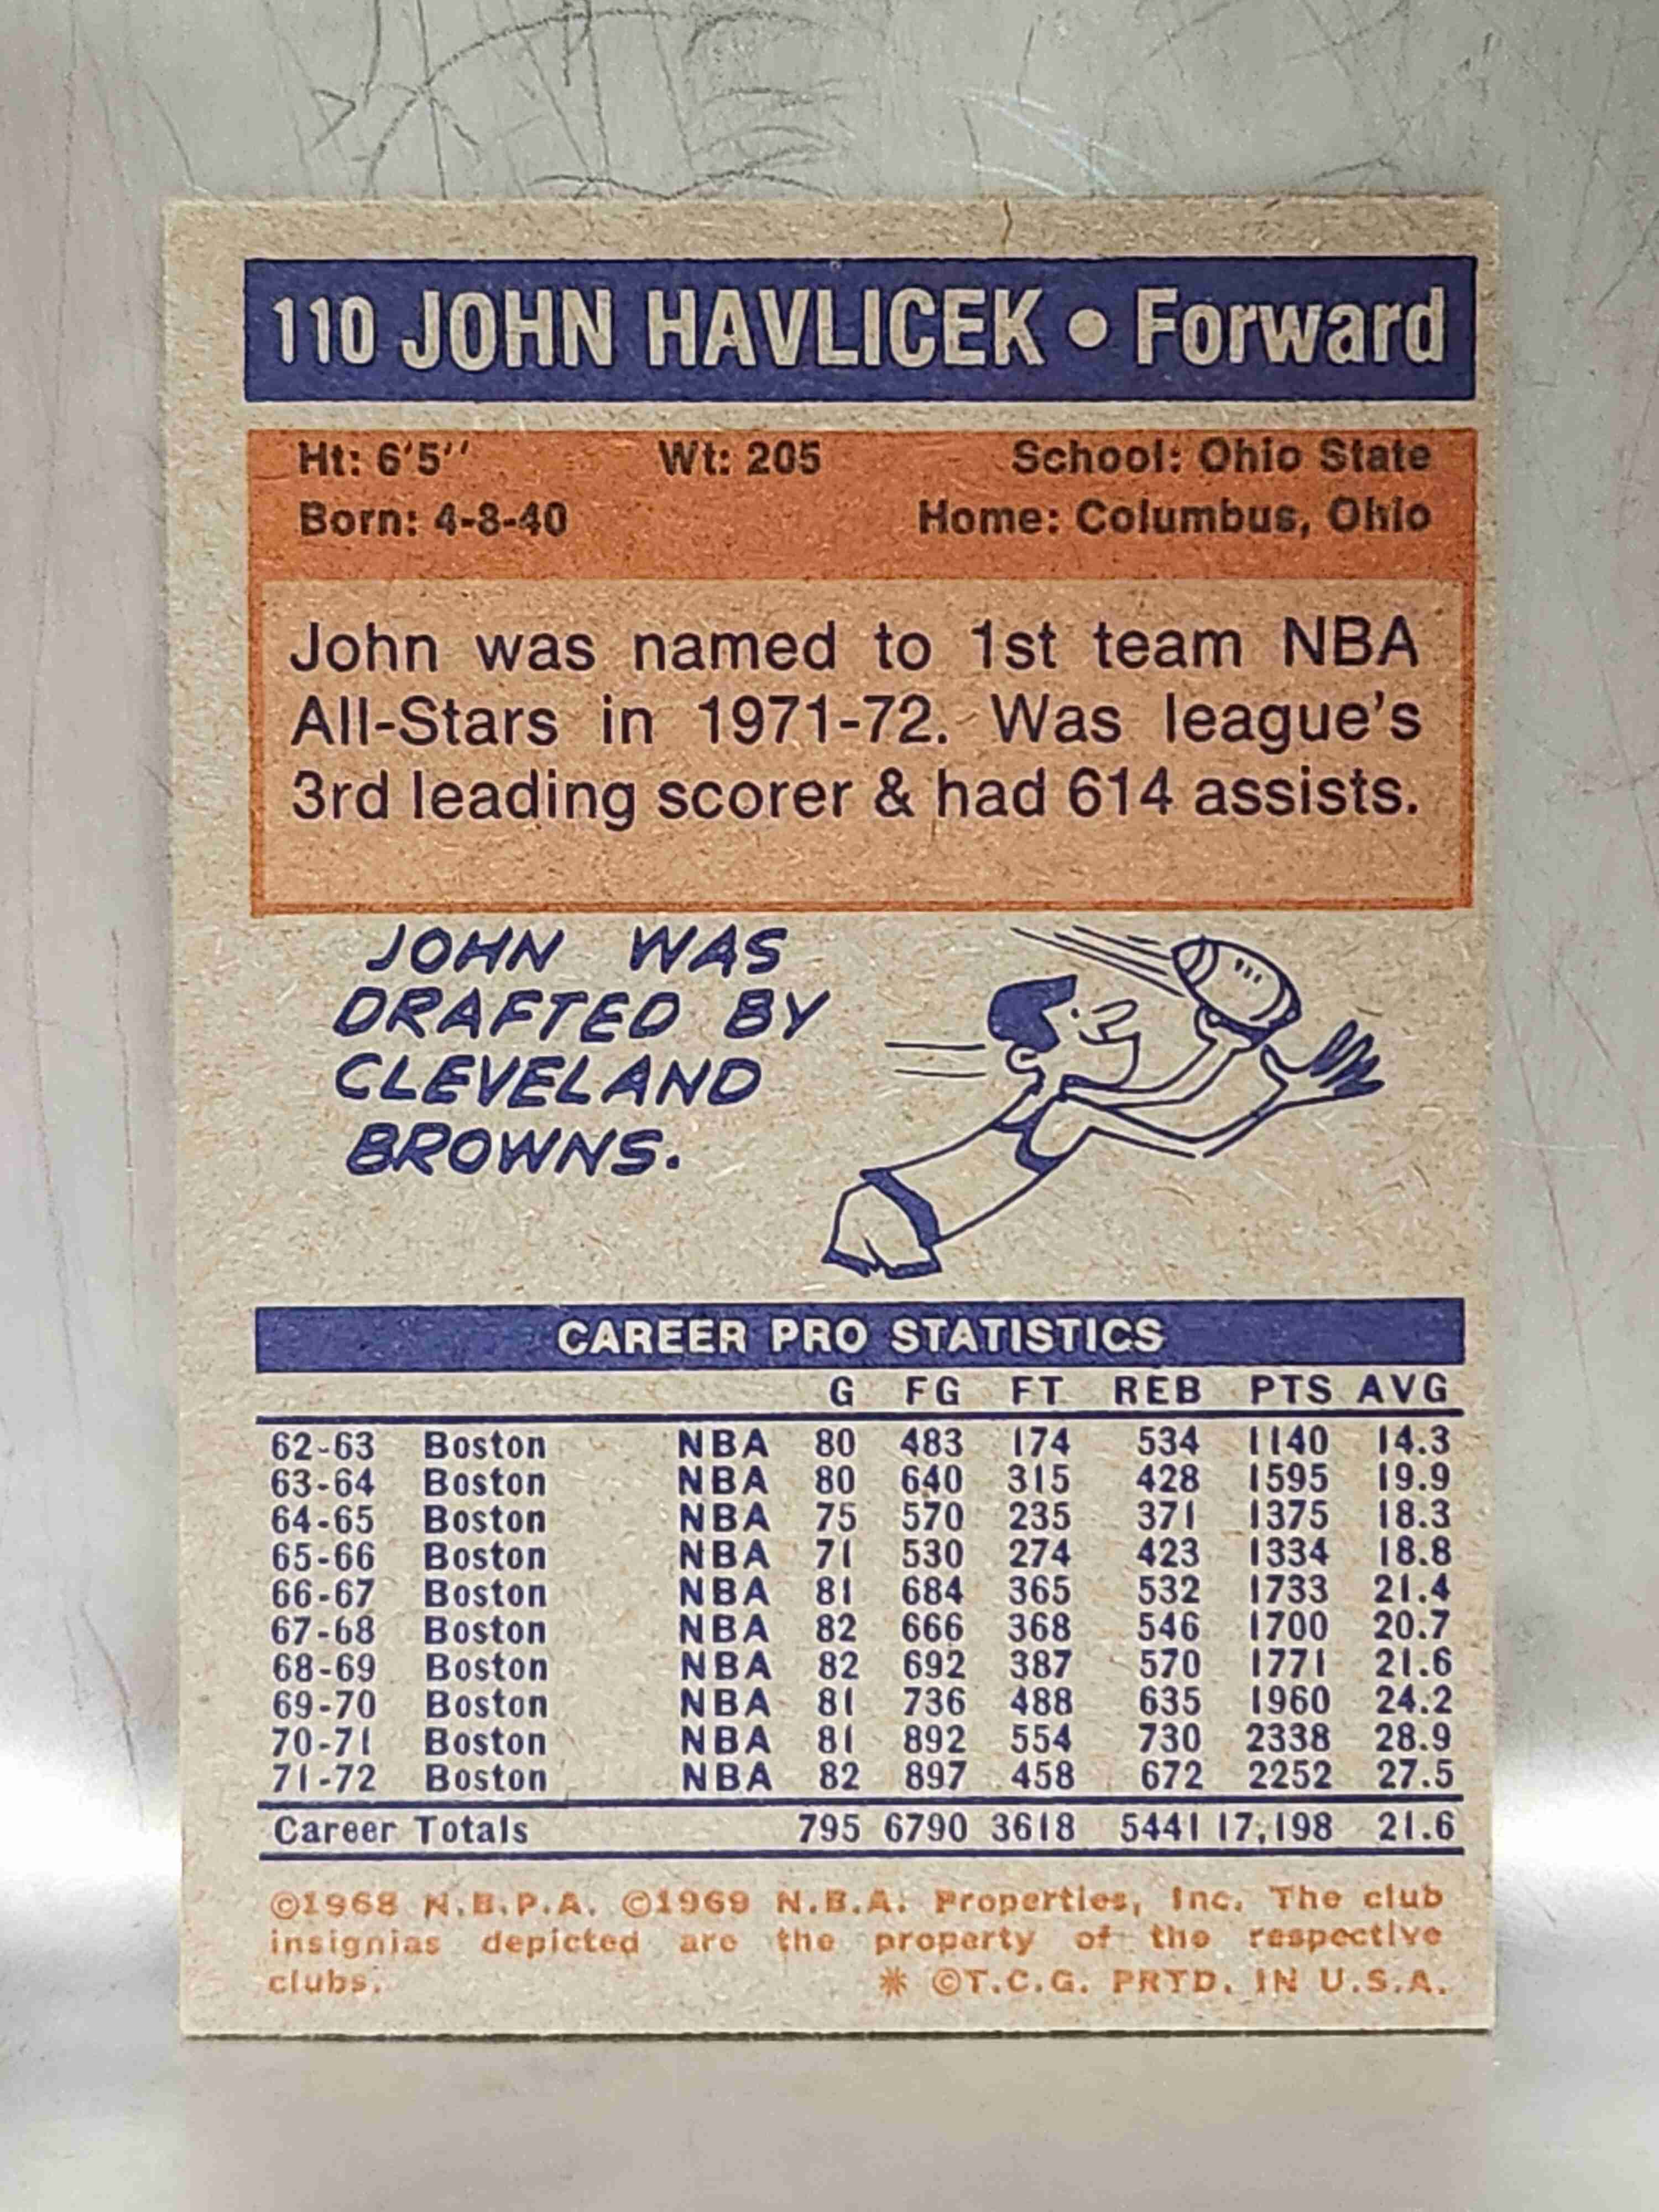 110 JOHN HAVLICEK • Forward
Ht: 6'5'' Wt: 205 School: Ohio State
Born: 4-8-40 Home: Columbus, Ohio
John was named to 1st team NBA
All-Stars in 1971-72. Was league's
3rd leading scorer & had 614 assists.
JOHN WAS
DRAFTED BY
CLEVELAND
BROWNS.
CAREER PRO STATISTICS
G FG FT REB PTS AVG
62-63 Boston NBA 80 483 174 534 1140 14.3
63-64 Boston NBA 80 640 315 428 1595 19.9
64-65 Boston NBA 75 570 235 371 1375 18.3
65-66 Boston NBA 71 530 274 423 1334 18.8
66-67 Boston NBA 81 684 365 532 1733 21.4
67-68 Boston NBA 82 666 368 546 1700 20.7
68-69 Boston NBA 82 692 387 570 1771 21.6
69-70 Boston NBA 81 736 488 635 1960 24.2
70-71 Boston NBA 81 892 554 730 2338 28.9
71-72 Boston NBA 82 897 458 672 2252 27.5
Career Totals 795 6790 3618 5441 17,198 21.6
©1968 N.B.P.A. ©1969 N.B.A. Properties, Inc. The club
insignias depicted are the property of the respective
clubs. * ©T.C.G. PRTD. IN U.S.A.